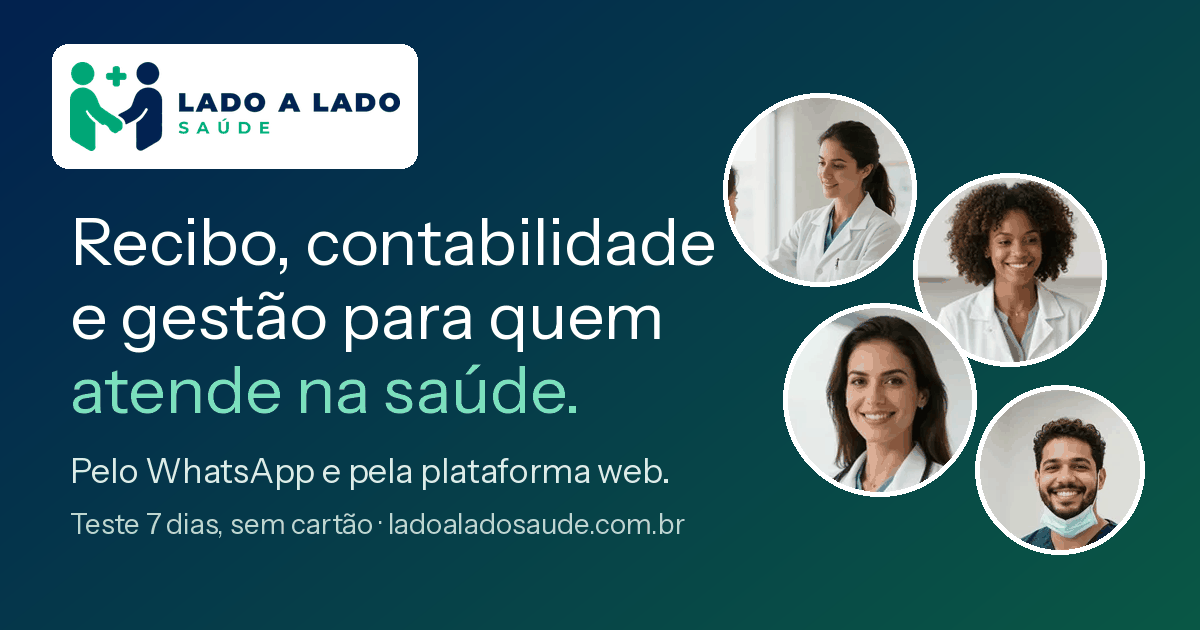 LADO A LADO
SAÚDE
Recibo, contabilidade
e gestão para quem
atende na saúde.
Pelo WhatsApp e pela plataforma web.
Teste 7 dias, sem cartão · ladoaladosaude.com.br